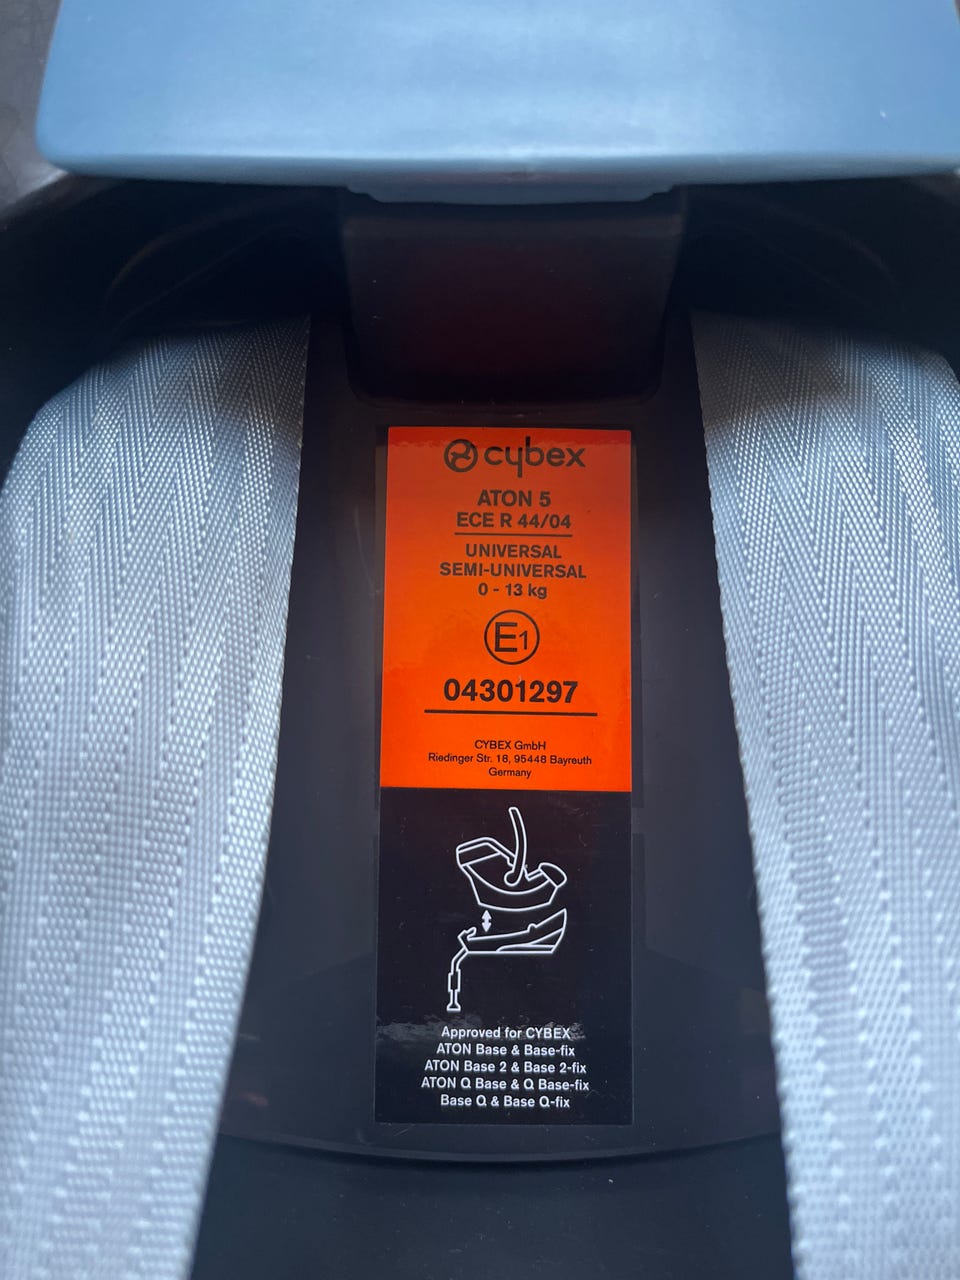 cybex
ATON 5
ECE R 44/04
UNIVERSAL
SEMI-UNIVERSAL
0 - 13 kg
E1
04301297
CYBEX GmbH
Riedinger Str. 18, 95448 Bayreuth
Germany
Approved for CYBEX
ATON Base & Base-fix
ATON Base 2 & Base 2-fix
ATON Q Base & Q Base-fix
Base Q & Base Q-fix